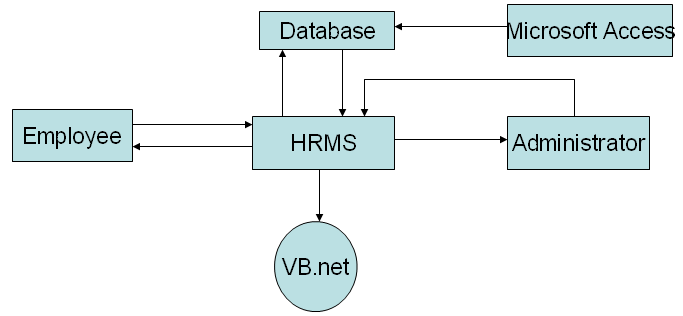 Database
Microsoft Access
Employee
HRMS
Administrator
VB.net